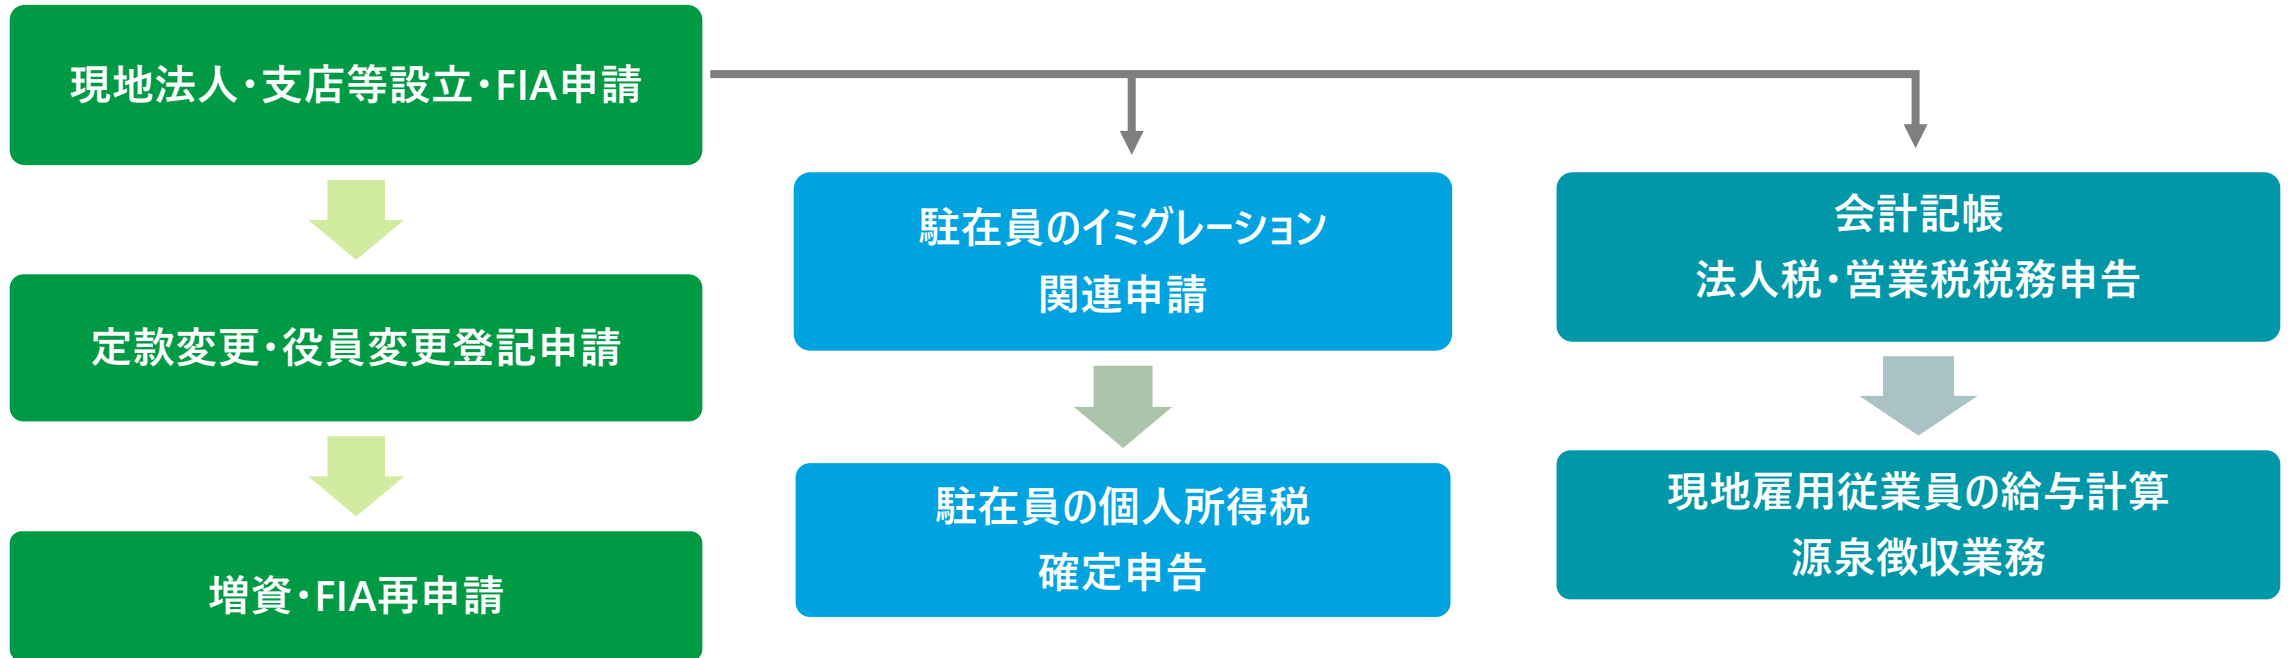 現地法人・支店等設立・FIA申請
定款変更・役員変更登記申請
増資・FIA再申請
駐在員のイミグレーション
関連申請
駐在員の個人所得税
確定申告
会計記帳
法人税・営業税税務申告
現地雇用従業員の給与計算
源泉徴収業務